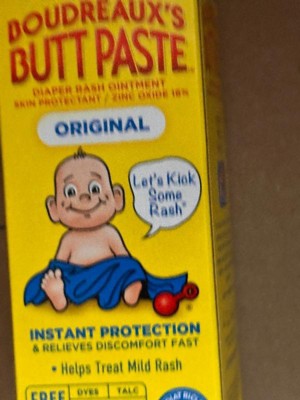 BOUDREAUX'S
BUTT PASTE
DIAPER RASH OINTMENT
SKIN PROTECTANT / ZINC OXIDE 16%
ORIGINAL
Let's Kick
Some
Rash®
INSTANT PROTECTION
& RELIEVES DISCOMFORT FAST
• Helps Treat Mild Rash
FREE
DYES
TALC